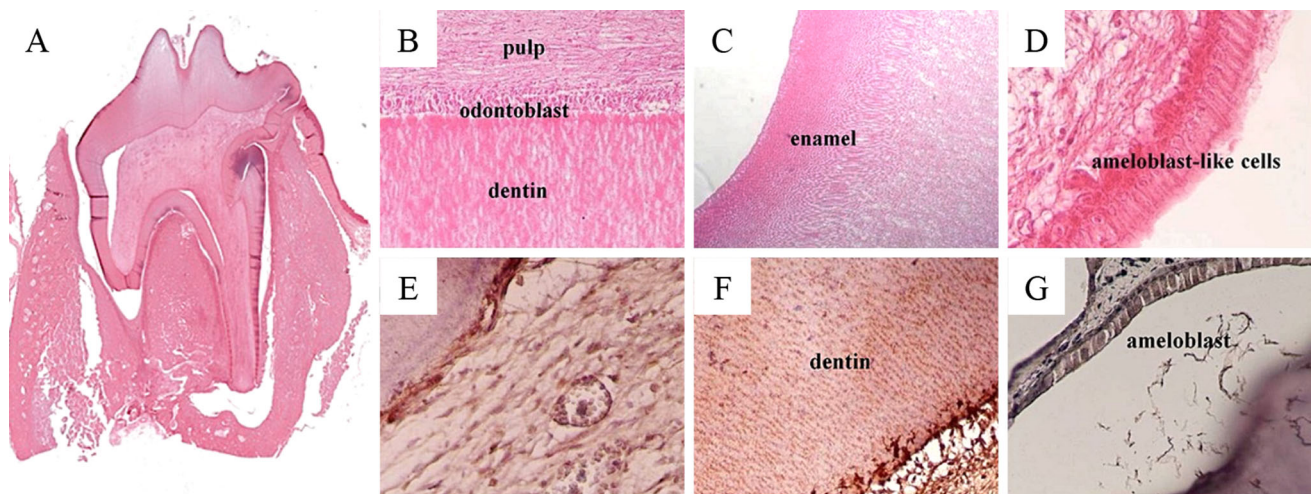 A
B
pulp
odontoblast
dentin
C
enamel
D
ameloblast-like cells
E
F
dentin
G
ameloblast